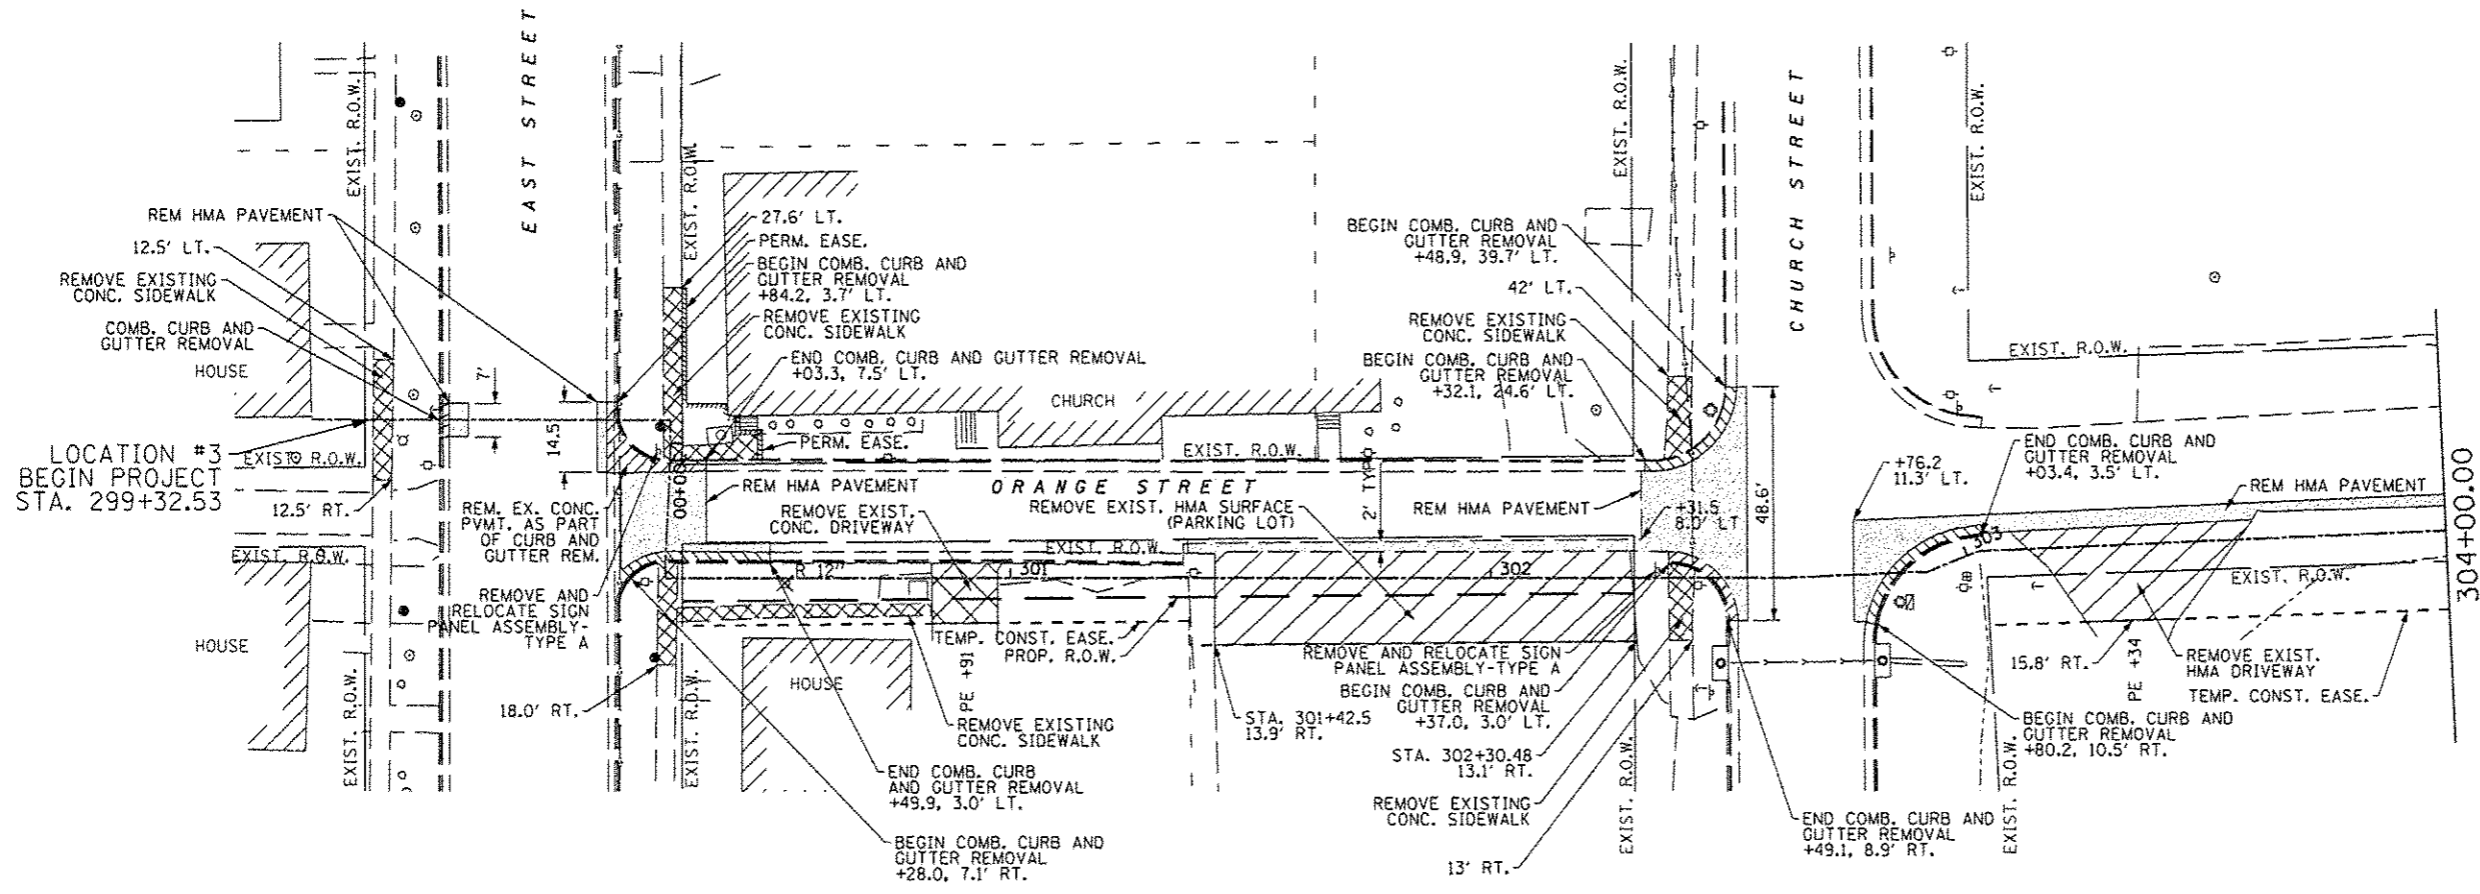 EAST STREET
EXIST. R.O.W.
EXIST. R.O.W.
REM HMA PAVEMENT
12.5' LT.
REMOVE EXISTING
CONC. SIDEWALK
COMB. CURB AND
GUTTER REMOVAL
HOUSE
7'
14.5'
LOCATION #3
BEGIN PROJECT
STA. 299+32.53
EXIST R.O.W.
12.5' RT.
EXIST. R.O.W.
HOUSE
EXIST. R.O.W.
REM. EX. CONC.
PVMT. AS PART
OF CURB AND
GUTTER REM.
REMOVE AND
RELOCATE SIGN
PANEL ASSEMBLY-
TYPE A
18.0' RT.
EXIST. R.O.W.
27.6' LT.
PERM. EASE.
BEGIN COMB. CURB AND
GUTTER REMOVAL
+84.2, 3.7' LT.
REMOVE EXISTING
CONC. SIDEWALK
END COMB. CURB AND GUTTER REMOVAL
+03.3, 7.5' LT.
CHURCH
PERM. EASE.
EXIST. R.O.W.
REM HMA PAVEMENT
ORANGE STREET
REMOVE EXIST.
CONC. DRIVEWAY
REMOVE EXIST. HMA SURFACE
(PARKING LOT)
2' TYP.
EXIST. R.O.W.
R 12"
301
302
TEMP. CONST. EASE.
PROP. R.O.W.
PE +91
HOUSE
REMOVE EXISTING
CONC. SIDEWALK
END COMB. CURB
AND GUTTER REMOVAL
+49.9, 3.0' LT.
BEGIN COMB. CURB AND
GUTTER REMOVAL
+28.0, 7.1' RT.
STA. 301+42.5
13.9' RT.
REMOVE AND RELOCATE SIGN
PANEL ASSEMBLY-TYPE A
BEGIN COMB. CURB AND
GUTTER REMOVAL
+37.0, 3.0' LT.
STA. 302+30.48
13.1' RT.
REMOVE EXISTING
CONC. SIDEWALK
13' RT.
EXIST. R.O.W.
EXIST. R.O.W.
BEGIN COMB. CURB AND
GUTTER REMOVAL
+48.9, 39.7' LT.
42' LT.
REMOVE EXISTING
CONC. SIDEWALK
BEGIN COMB. CURB AND
GUTTER REMOVAL
+32.1, 24.6' LT.
REM HMA PAVEMENT
+31.5
8.0' LT
48.6'
CHURCH STREET
EXIST. R.O.W.
EXIST. R.O.W.
END COMB. CURB AND
GUTTER REMOVAL
+03.4, 3.5' LT.
+76.2
11.3' LT.
REM HMA PAVEMENT
303
EXIST. R.O.W.
304+00.00
15.8' RT.
PE +34
REMOVE EXIST.
HMA DRIVEWAY
TEMP. CONST. EASE.
BEGIN COMB. CURB AND
GUTTER REMOVAL
+80.2, 10.5' RT.
EXIST. R.O.W.
END COMB. CURB AND
GUTTER REMOVAL
+49.1, 8.9' RT.